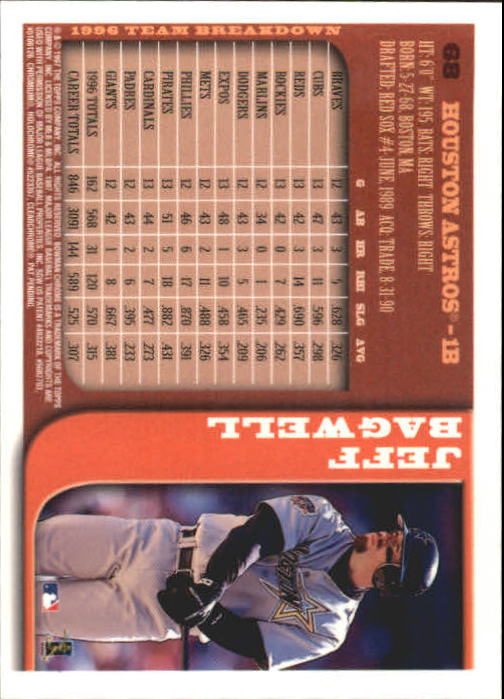 68 HOUSTON ASTROS® - 1B
HT: 6'0" WT: 195 BATS RIGHT THROWS RIGHT
BORN: 5-27-68, BOSTON, MA
DRAFTED: RED SOX #4-JUNE, 1989 ACQ: TRADE, 8-31-90
G AB HR RBI SLG AVG
BRAVES 12 43 3 5 .628 .326
CUBS 13 47 3 11 .596 .298
REDS 13 42 3 14 .690 .357
ROCKIES 13 42 0 7 .429 .262
MARLINS 12 34 0 1 .235 .206
DODGERS 12 43 3 5 .465 .209
EXPOS 13 48 1 10 .458 .354
METS 12 43 2 11 .488 .326
PHILLIES 12 46 6 17 .870 .391
PIRATES 13 51 5 18 .882 .431
CARDINALS 13 44 2 7 .477 .273
PADRES 12 43 2 6 .395 .233
GIANTS 12 42 1 8 .667 .381
1996 TOTALS 162 568 31 120 .570 .315
CAREER TOTALS 846 3091 144 589 .525 .307
1996 TEAM BREAKDOWN
JEFF
BAGWELL
HOUSTON